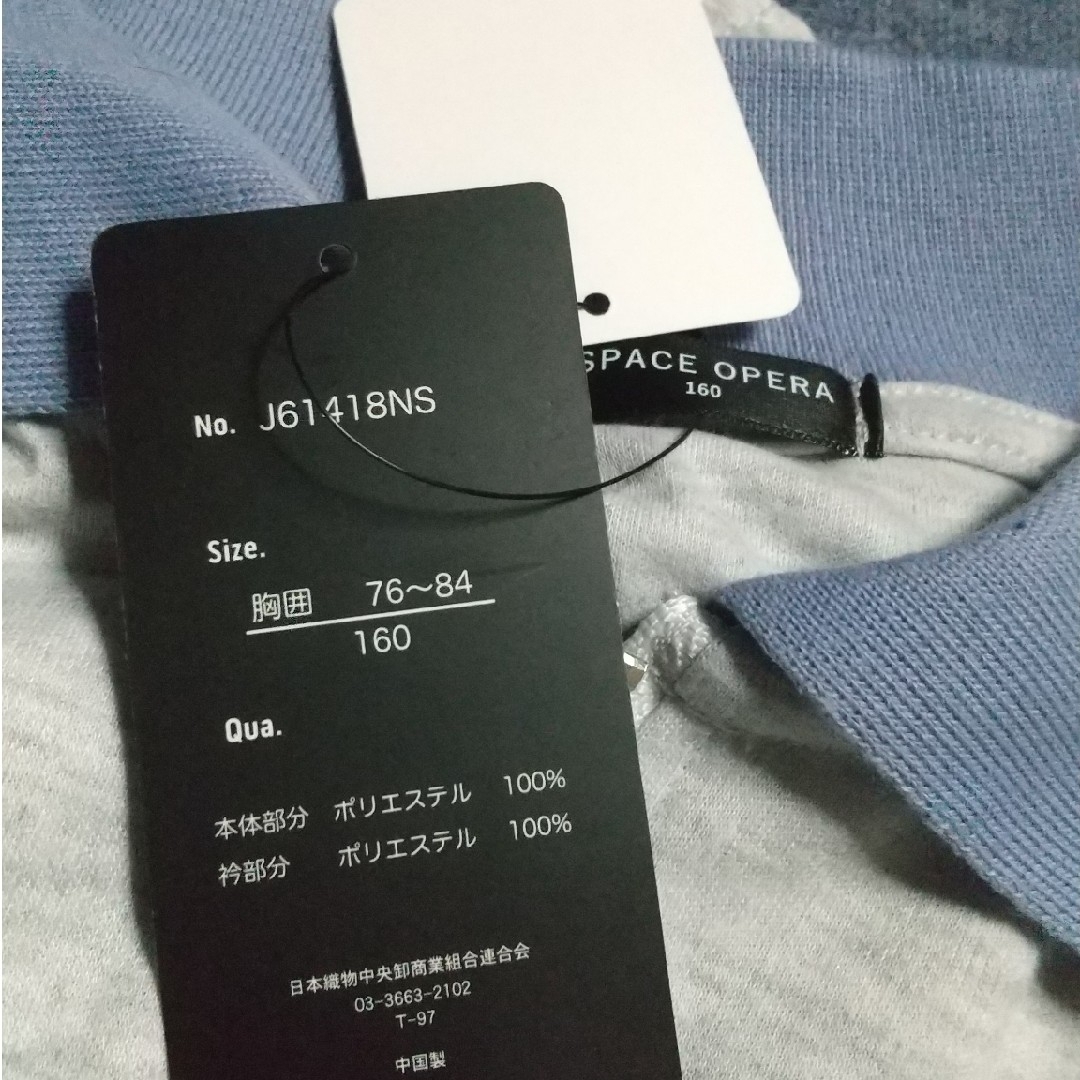 SPACE OPERA
160
No. J61418NS
Size.
胸囲 76〜84
160
Qua.
本体部分 ポリエステル 100%
衿部分 ポリエステル 100%
日本織物中央卸商業組合連合会
03-3663-2102
T-97
中国製